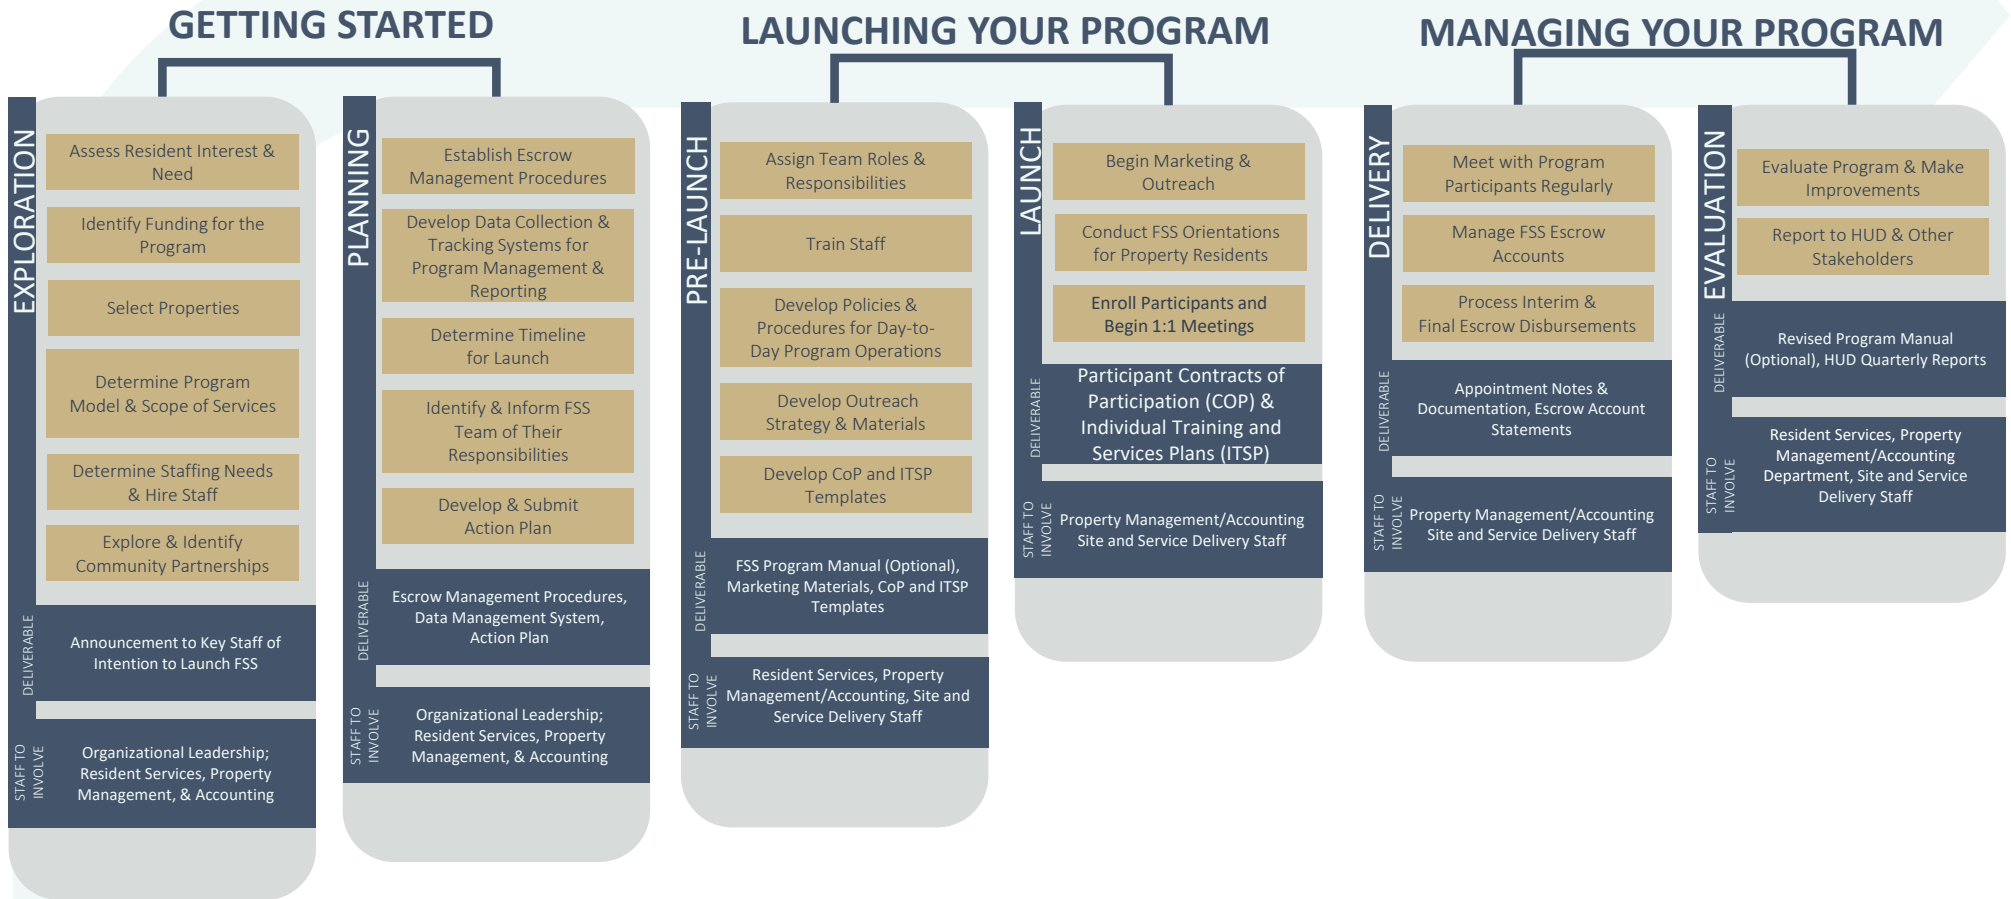 GETTING STARTED
EXPLORATION
Assess Resident Interest &
Need
Identify Funding for the
Program
Select Properties
Determine Program
Model & Scope of Services
Determine Staffing Needs
& Hire Staff
Explore & Identify
Community Partnerships
DELIVERABLE
Announcement to Key Staff of
Intention to Launch FSS
STAFF TO
INVOLVE
Organizational Leadership;
Resident Services, Property
Management, & Accounting
PLANNING
Establish Escrow
Management Procedures
Develop Data Collection &
Tracking Systems for
Program Management &
Reporting
Determine Timeline
for Launch
Identify & Inform FSS
Team of Their
Responsibilities
Develop & Submit
Action Plan
DELIVERABLE
Escrow Management Procedures,
Data Management System,
Action Plan
STAFF TO
INVOLVE
Organizational Leadership;
Resident Services, Property
Management, & Accounting
LAUNCHING YOUR PROGRAM
PRE-LAUNCH
Assign Team Roles &
Responsibilities
Train Staff
Develop Policies &
Procedures for Day-to-
Day Program Operations
Develop Outreach
Strategy & Materials
Develop CoP and ITSP
Templates
DELIVERABLE
FSS Program Manual (Optional),
Marketing Materials, CoP and ITSP
Templates
STAFF TO
INVOLVE
Resident Services, Property
Management/Accounting, Site and
Service Delivery Staff
LAUNCH
Begin Marketing &
Outreach
Conduct FSS Orientations
for Property Residents
Enroll Participants and
Begin 1:1 Meetings
DELIVERABLE
Participant Contracts of
Participation (COP) &
Individual Training and
Services Plans (ITSP)
STAFF TO
INVOLVE
Property Management/Accounting
Site and Service Delivery Staff
MANAGING YOUR PROGRAM
DELIVERY
Meet with Program
Participants Regularly
Manage FSS Escrow
Accounts
Process Interim &
Final Escrow Disbursements
DELIVERABLE
Appointment Notes &
Documentation, Escrow Account
Statements
STAFF TO
INVOLVE
Property Management/Accounting
Site and Service Delivery Staff
EVALUATION
Evaluate Program & Make
Improvements
Report to HUD & Other
Stakeholders
DELIVERABLE
Revised Program Manual
(Optional), HUD Quarterly Reports
STAFF TO
INVOLVE
Resident Services, Property
Management/Accounting
Department, Site and Service
Delivery Staff